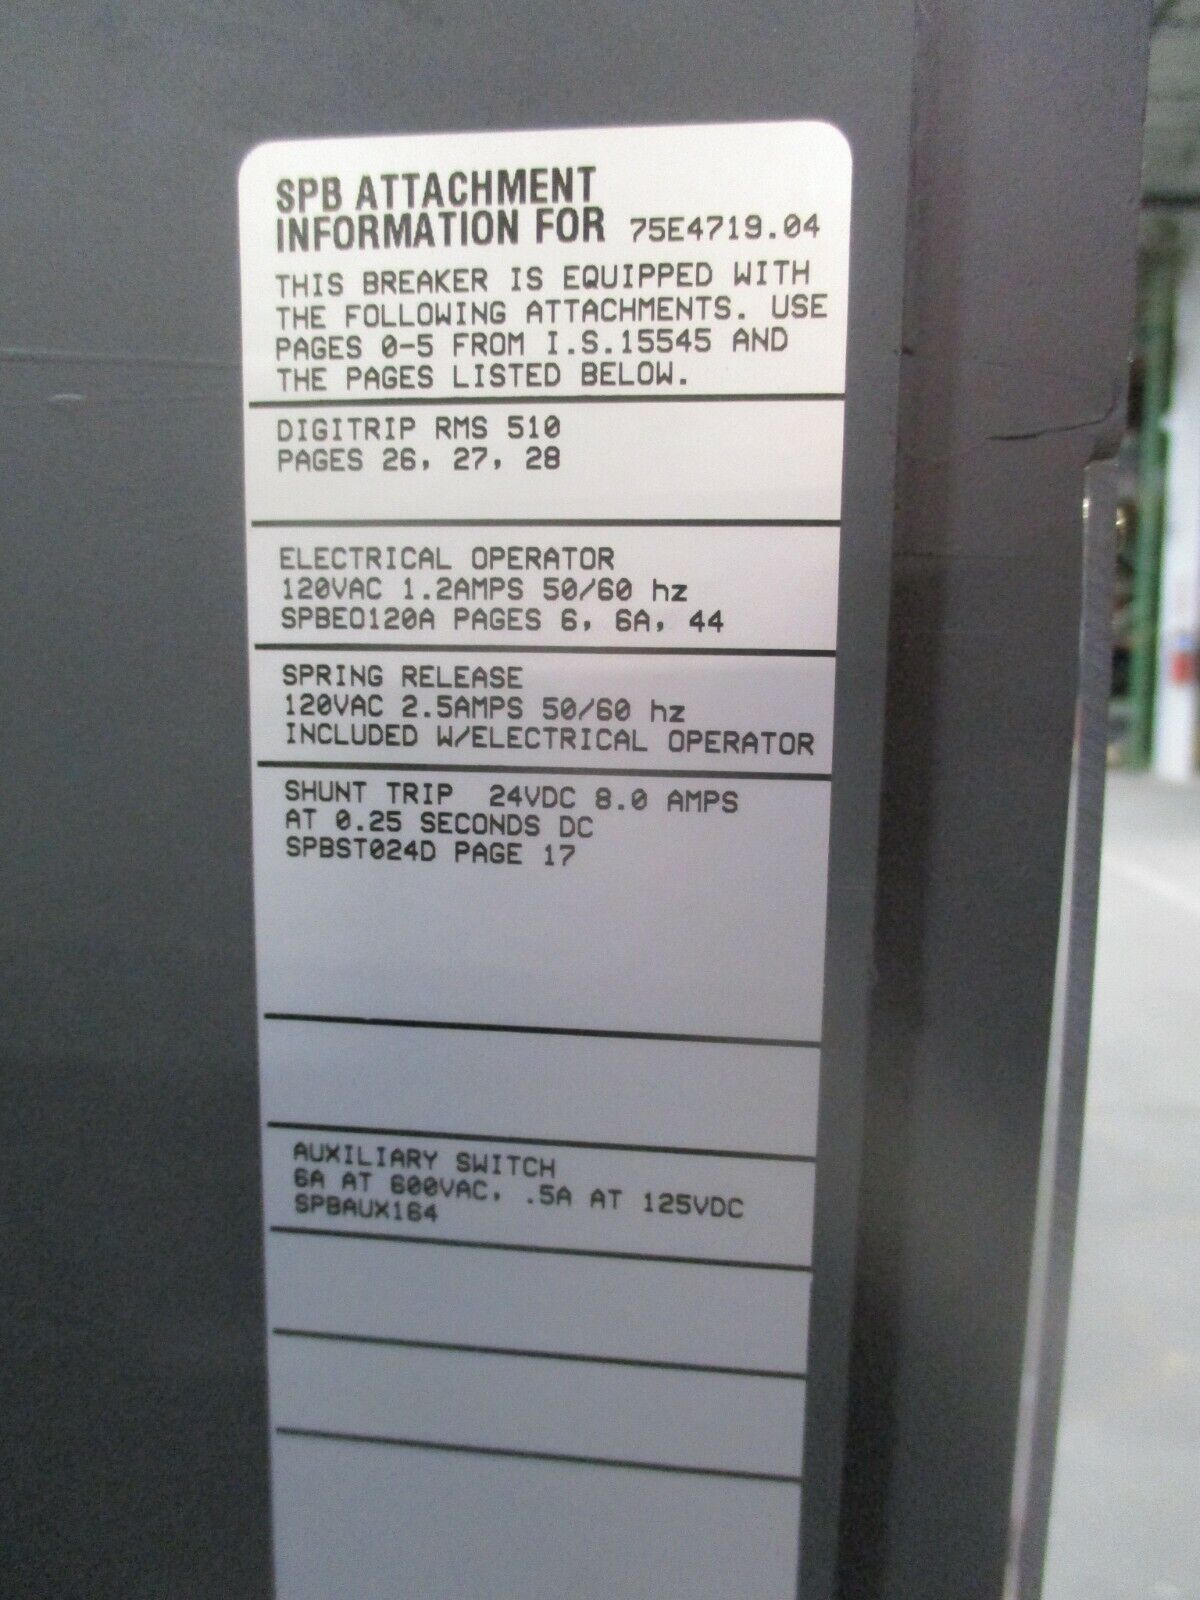 SPB ATTACHMENT
INFORMATION FOR 75E4719.04
THIS BREAKER IS EQUIPPED WITH
THE FOLLOWING ATTACHMENTS. USE
PAGES 0-5 FROM I.S.15545 AND
THE PAGES LISTED BELOW.
DIGITRIP RMS 510
PAGES 26, 27, 28
ELECTRICAL OPERATOR
120VAC 1.2AMPS 50/60 hz
SPBEO120A PAGES 6, 6A, 44
SPRING RELEASE
120VAC 2.5AMPS 50/60 hz
INCLUDED W/ELECTRICAL OPERATOR
SHUNT TRIP 24VDC 8.0 AMPS
AT 0.25 SECONDS DC
SPBST024D PAGE 17
AUXILIARY SWITCH
6A AT 600VAC, .5A AT 125VDC
SPBAUX164